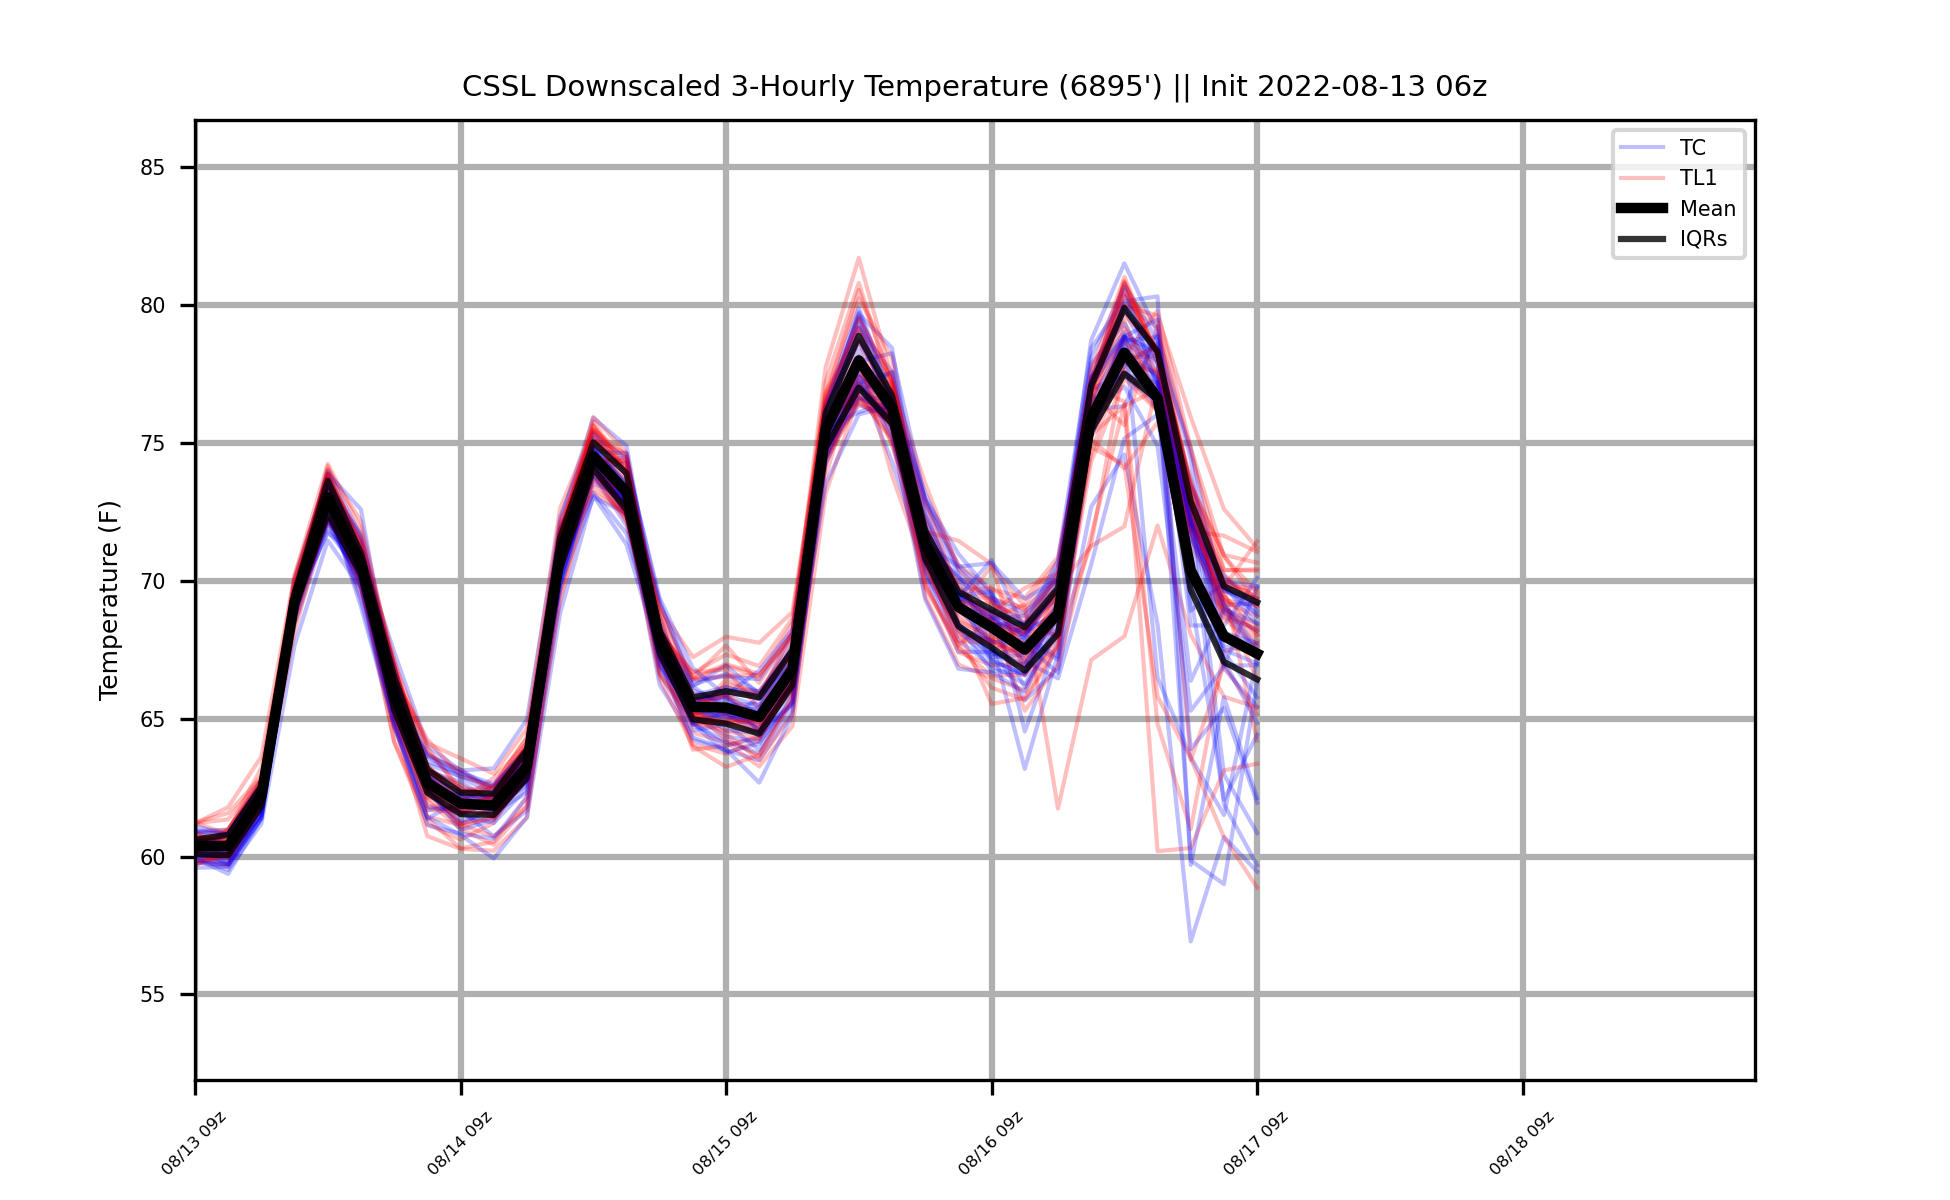 CSSL Downscaled 3-Hourly Temperature (6895') || Init 2022-08-13 06z
TC
TL1
Mean
IQRs
Temperature (F)
85
80
75
70
65
60
55
08/13 09z
08/14 09z
08/15 09z
08/16 09z
08/17 09z
08/18 09z